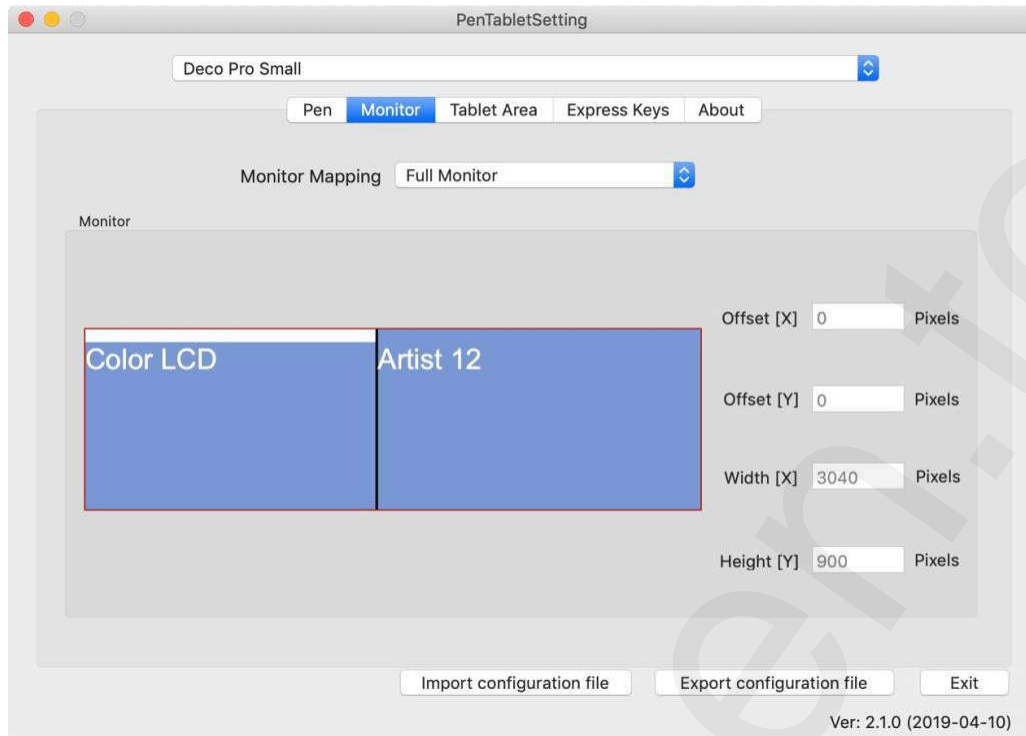 PenTabletSetting
Deco Pro Small
Pen Monitor Tablet Area Express Keys About
Monitor Mapping Full Monitor
Monitor
Color LCD Artist 12
Offset [X] 0 Pixels
Offset [Y] 0 Pixels
Width [X] 3040 Pixels
Height [Y] 900 Pixels
Import configuration file Export configuration file Exit
Ver: 2.1.0 (2019-04-10)